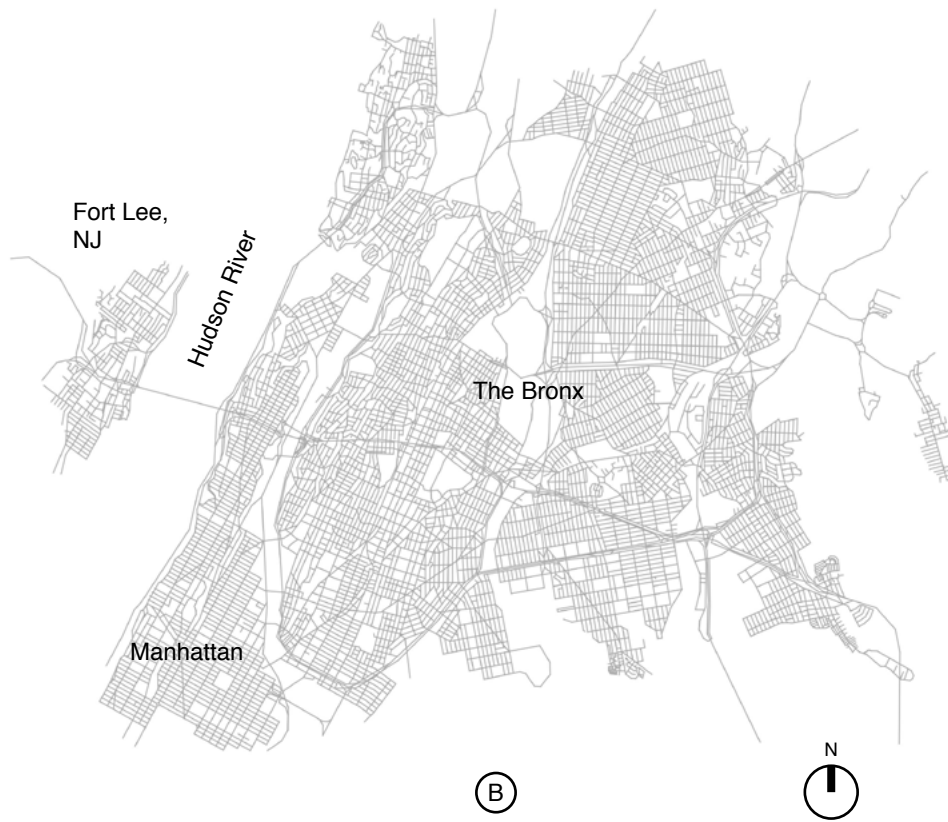 Fort Lee,
NJ
Hudson River
The Bronx
Manhattan
N
B